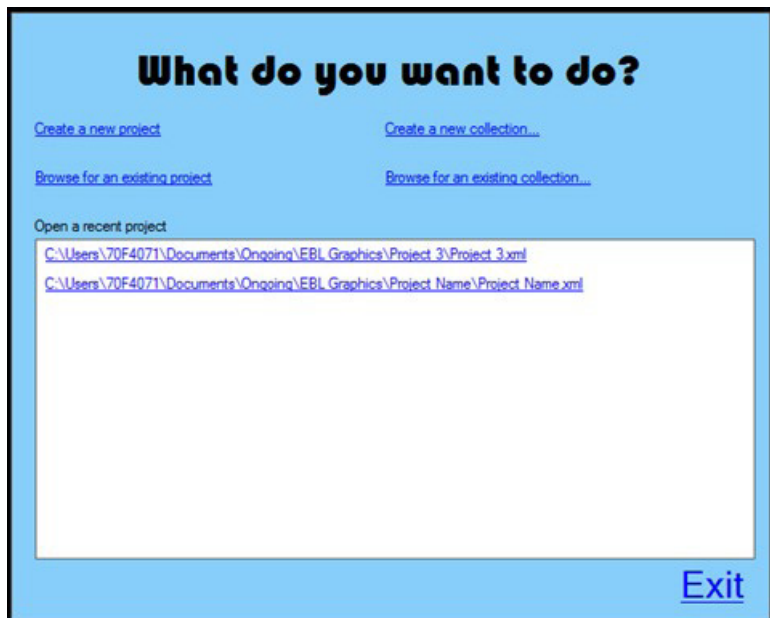 What do you want to do?
Create a new project
Create a new collection...
Browse for an existing project
Browse for an existing collection...
Open a recent project
C:\Users\70F4071\Documents\Ongoing\EBL Graphics\Project 3\Project 3.xml
C:\Users\70F4071\Documents\Ongoing\EBL Graphics\Project Name\Project Name.xml
Exit